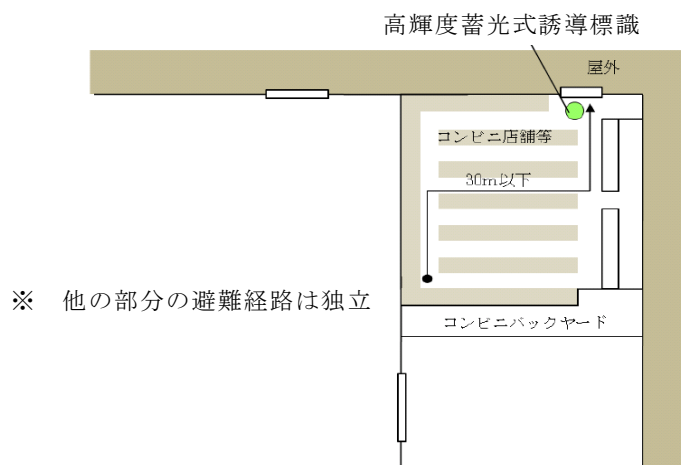 高輝度蓄光式誘導標識
屋外
コンビニ店舗等
30m以下
※ 他の部分の避難経路は独立
コンビニバックヤード